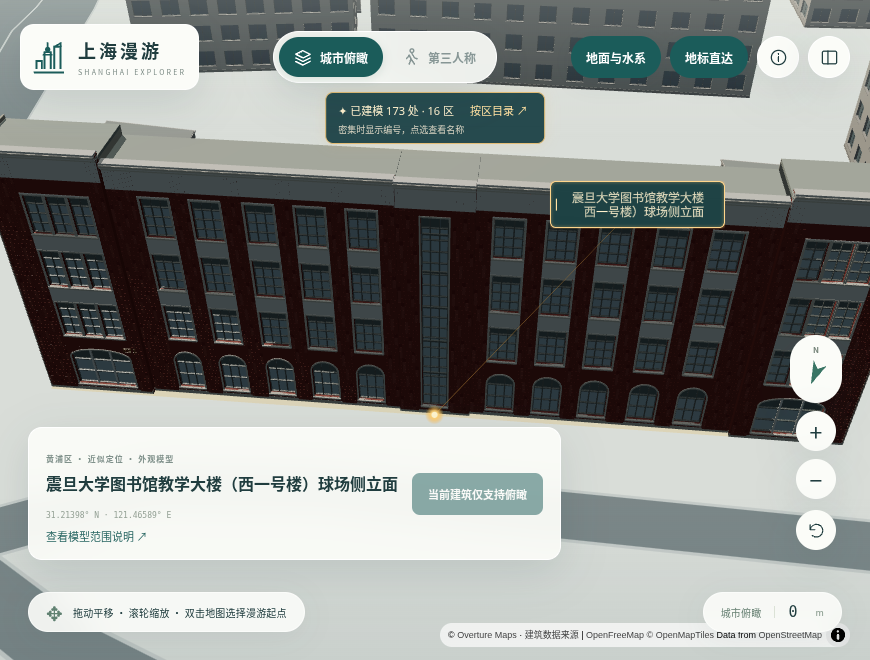 上海漫游
SHANGHAI EXPLORER
城市俯瞰
第三人称
地面与水系
地标直达
✦ 已建模 173 处 · 16 区 按区目录 ↗
密集时显示编号，点选查看名称
震旦大学图书馆教学大楼
西一号楼）球场侧立面
N
黄浦区 · 近似定位 · 外观模型
震旦大学图书馆教学大楼（西一号楼）球场侧立面
当前建筑仅支持俯瞰
31.21398° N · 121.46589° E
查看模型范围说明 ↗
+
−
拖动平移 · 滚轮缩放 · 双击地图选择漫游起点
城市俯瞰 0 m
© Overture Maps · 建筑数据来源 | OpenFreeMap © OpenMapTiles Data from OpenStreetMap